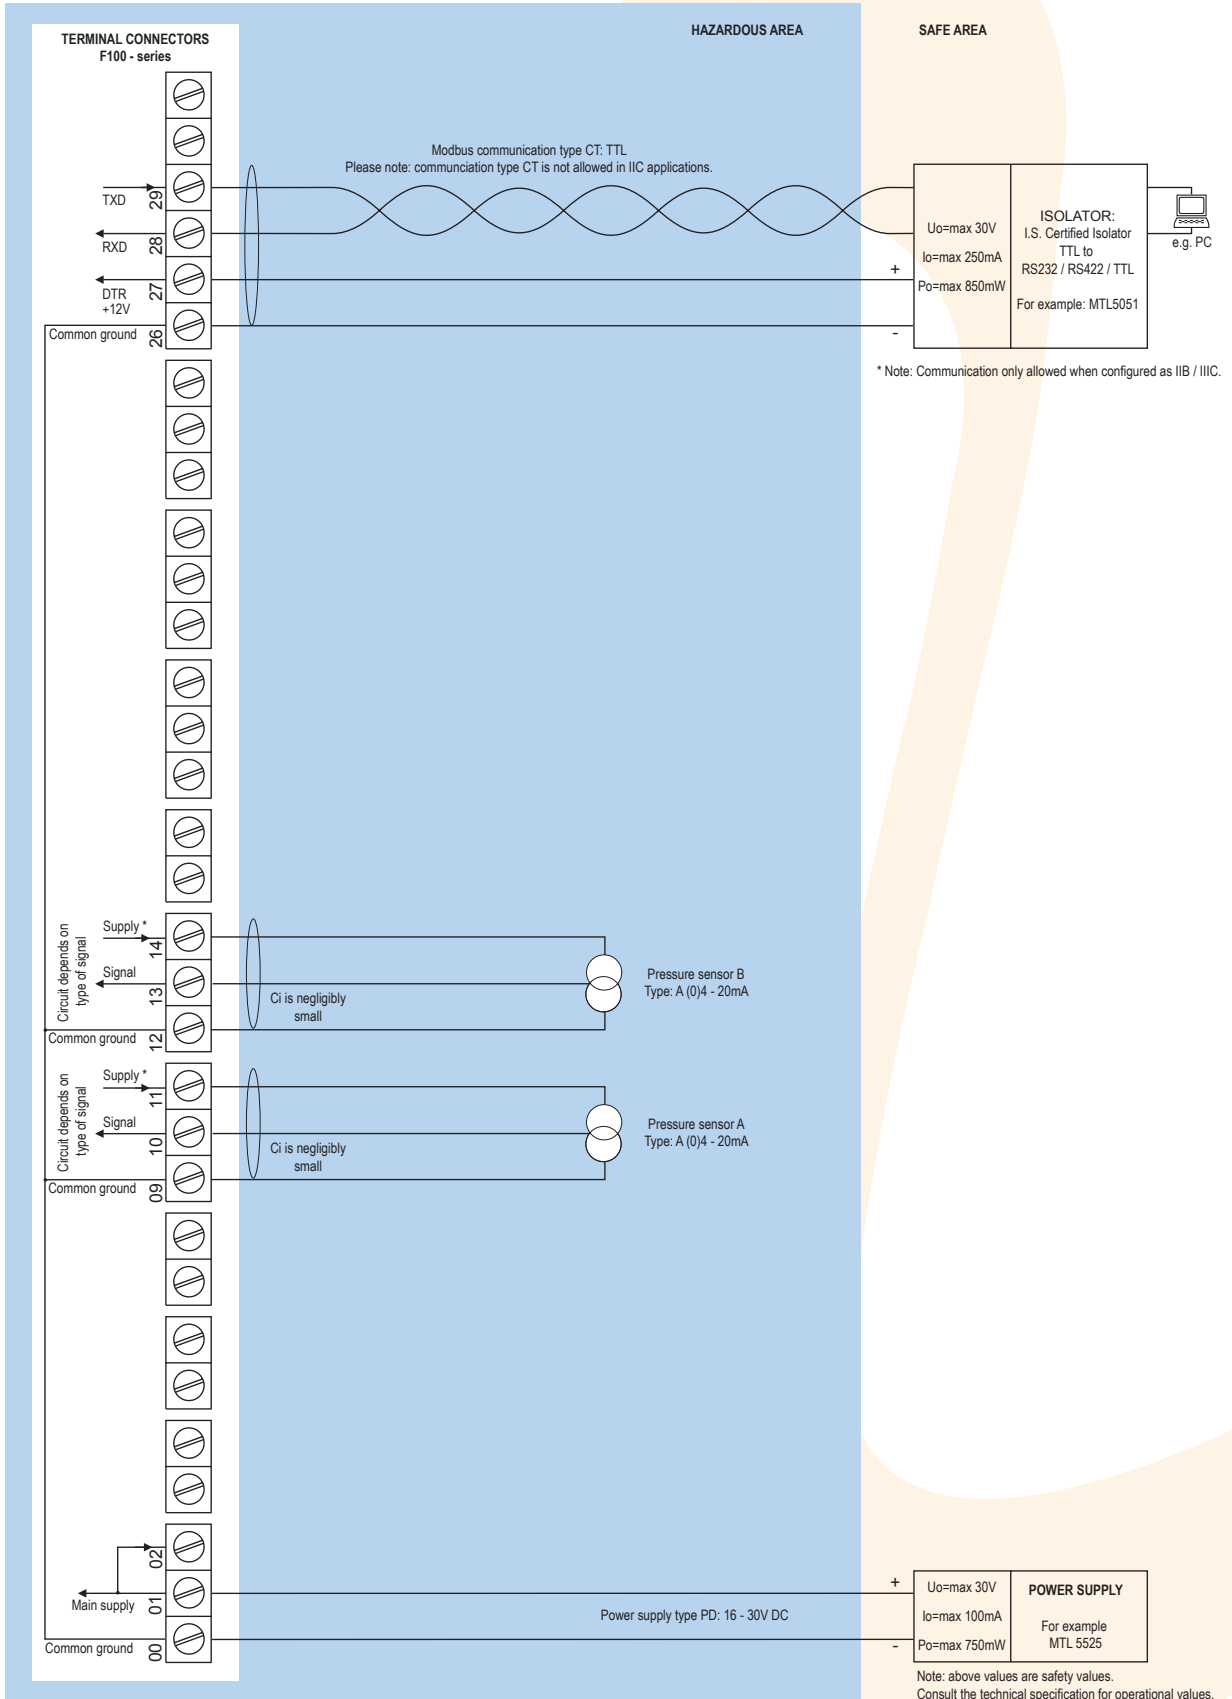 TERMINAL CONNECTORS
F100 - series
HAZARDOUS AREA
SAFE AREA
Modbus communication type CT: TTL
Please note: communciation type CT is not allowed in IIC applications.
TXD
29
RXD
28
DTR
+12V
27
Common ground
26
+
-
Uo=max 30V
Io=max 250mA
Po=max 850mW
ISOLATOR:
I.S. Certified Isolator
TTL to
RS232 / RS422 / TTL
For example: MTL5051
e.g. PC
* Note: Communication only allowed when configured as IIB / IIIC.
Circuit depends on
type of signal
Supply *
14
Signal
13
Common ground
12
Ci is negligibly
small
Pressure sensor B
Type: A (0)4 - 20mA
Circuit depends on
type of signal
Supply *
11
Signal
10
Common ground
09
Ci is negligibly
small
Pressure sensor A
Type: A (0)4 - 20mA
02
Main supply
01
Common ground
00
Power supply type PD: 16 - 30V DC
+
-
Uo=max 30V
Io=max 100mA
Po=max 750mW
POWER SUPPLY
For example
MTL 5525
Note: above values are safety values.
Consult the technical specification for operational values.